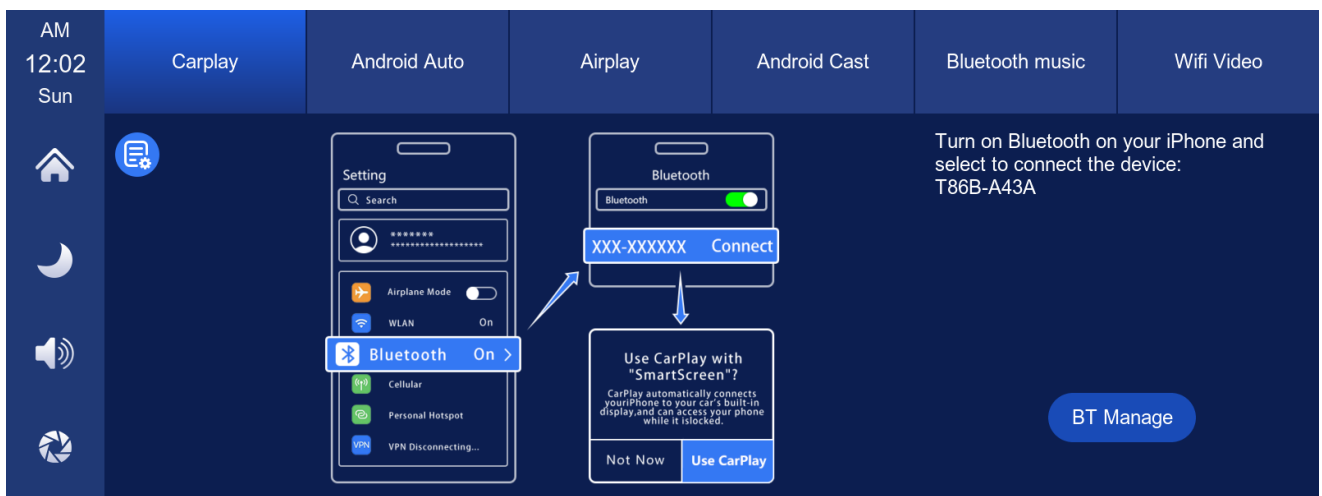 AM
12:02
Sun
Carplay
Android Auto
Airplay
Android Cast
Bluetooth music
Wifi Video
Setting
Search
*******
*******************
Airplane Mode
WLAN On
Bluetooth On >
Cellular
Personal Hotspot
VPN VPN Disconnecting...
Bluetooth
Bluetooth
XXX-XXXXXX Connect
Use CarPlay with
"SmartScreen"?
CarPlay automatically connects
youriPhone to your car's built-in
display,and can access your phone
while it islocked.
Not Now
Use CarPlay
Turn on Bluetooth on your iPhone and
select to connect the device:
T86B-A43A
BT Manage